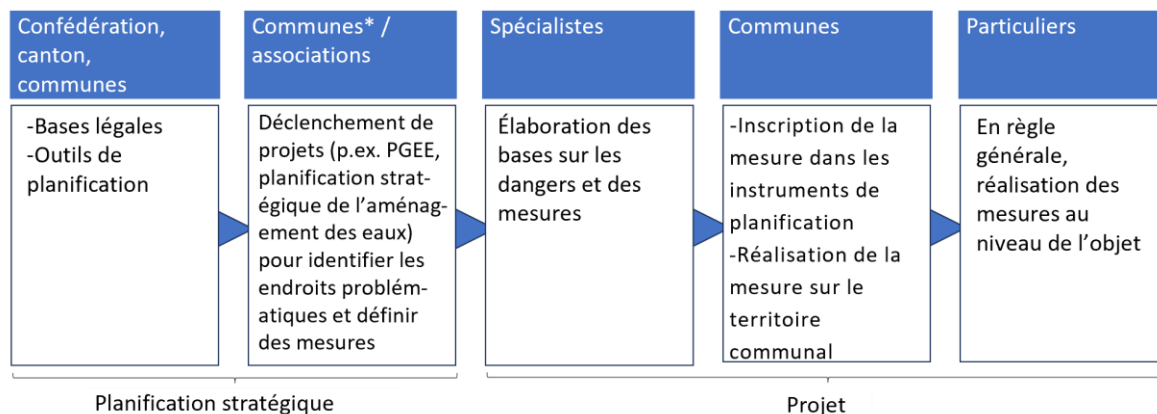 Confédération,
canton,
communes
-Bases légales
-Outils de
planification
Communes* /
associations
Déclenchement de
projets (p.ex. PGEE,
planification strat-
égique de l'aménag-
ement des eaux)
pour identifier les
endroits problém-
atiques et définir
des mesures
Spécialistes
Élaboration des
bases sur les
dangers et des
mesures
Communes
-Inscription de la
mesure dans les
instruments de
planification
-Réalisation de la
mesure sur le
territoire
communal
Particuliers
En règle
générale,
réalisation des
mesures au
niveau de l'objet
Planification stratégique
Projet